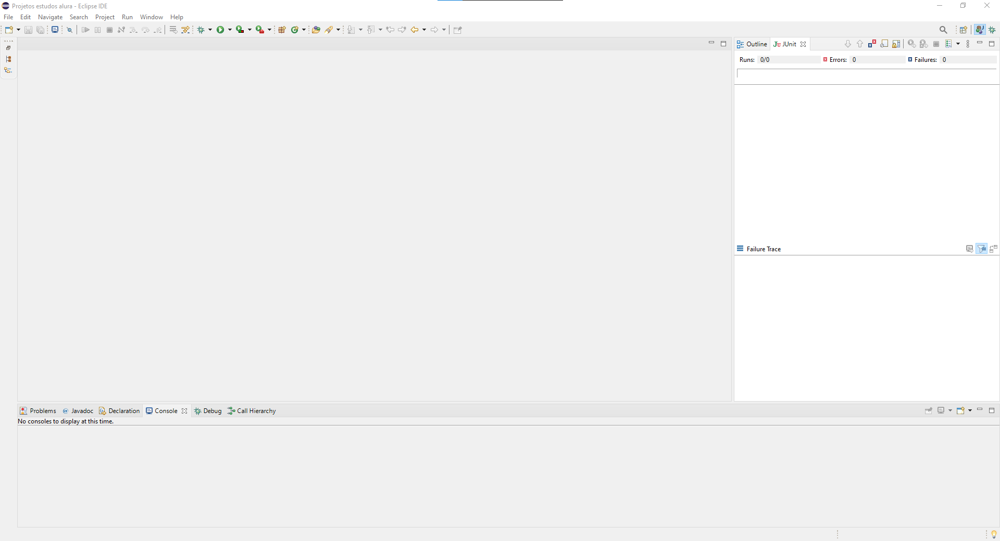 Projetos estudos alura - Eclipse IDE
File Edit Navigate Search Project Run Window Help
Outline JUnit
Runs: 0/0 Errors: 0 Failures: 0
Failure Trace
Problems Javadoc Declaration Console Debug Call Hierarchy
No consoles to display at this time.